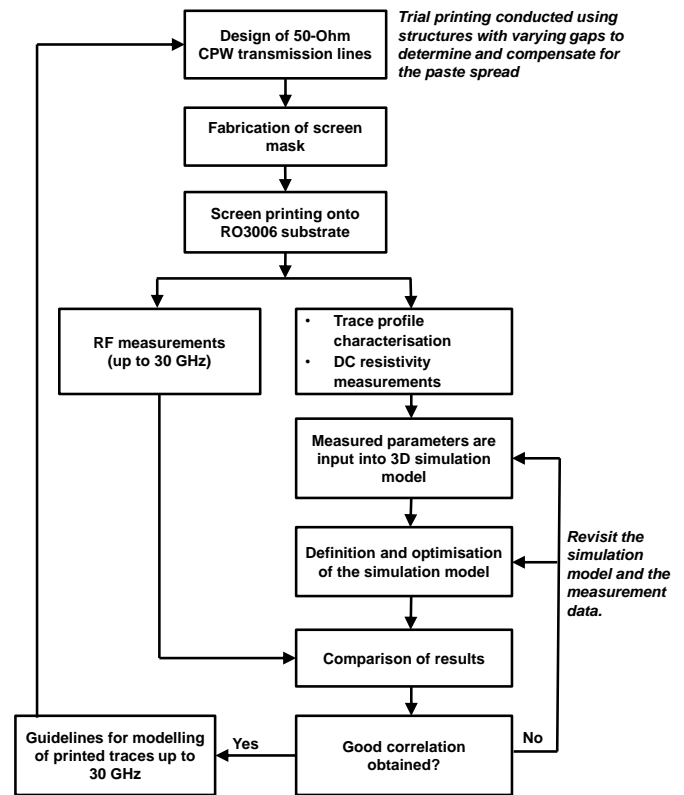 Design of 50-Ohm
CPW transmission lines
Trial printing conducted using
structures with varying gaps to
determine and compensate for
the paste spread
Fabrication of screen
mask
Screen printing onto
RO3006 substrate
RF measurements
(up to 30 GHz)
• Trace profile
characterisation
• DC resistivity
measurements
Measured parameters are
input into 3D simulation
model
Definition and optimisation
of the simulation model
Revisit the
simulation
model and the
measurement
data.
Comparison of results
Guidelines for modelling
of printed traces up to
30 GHz
Yes
Good correlation
obtained?
No